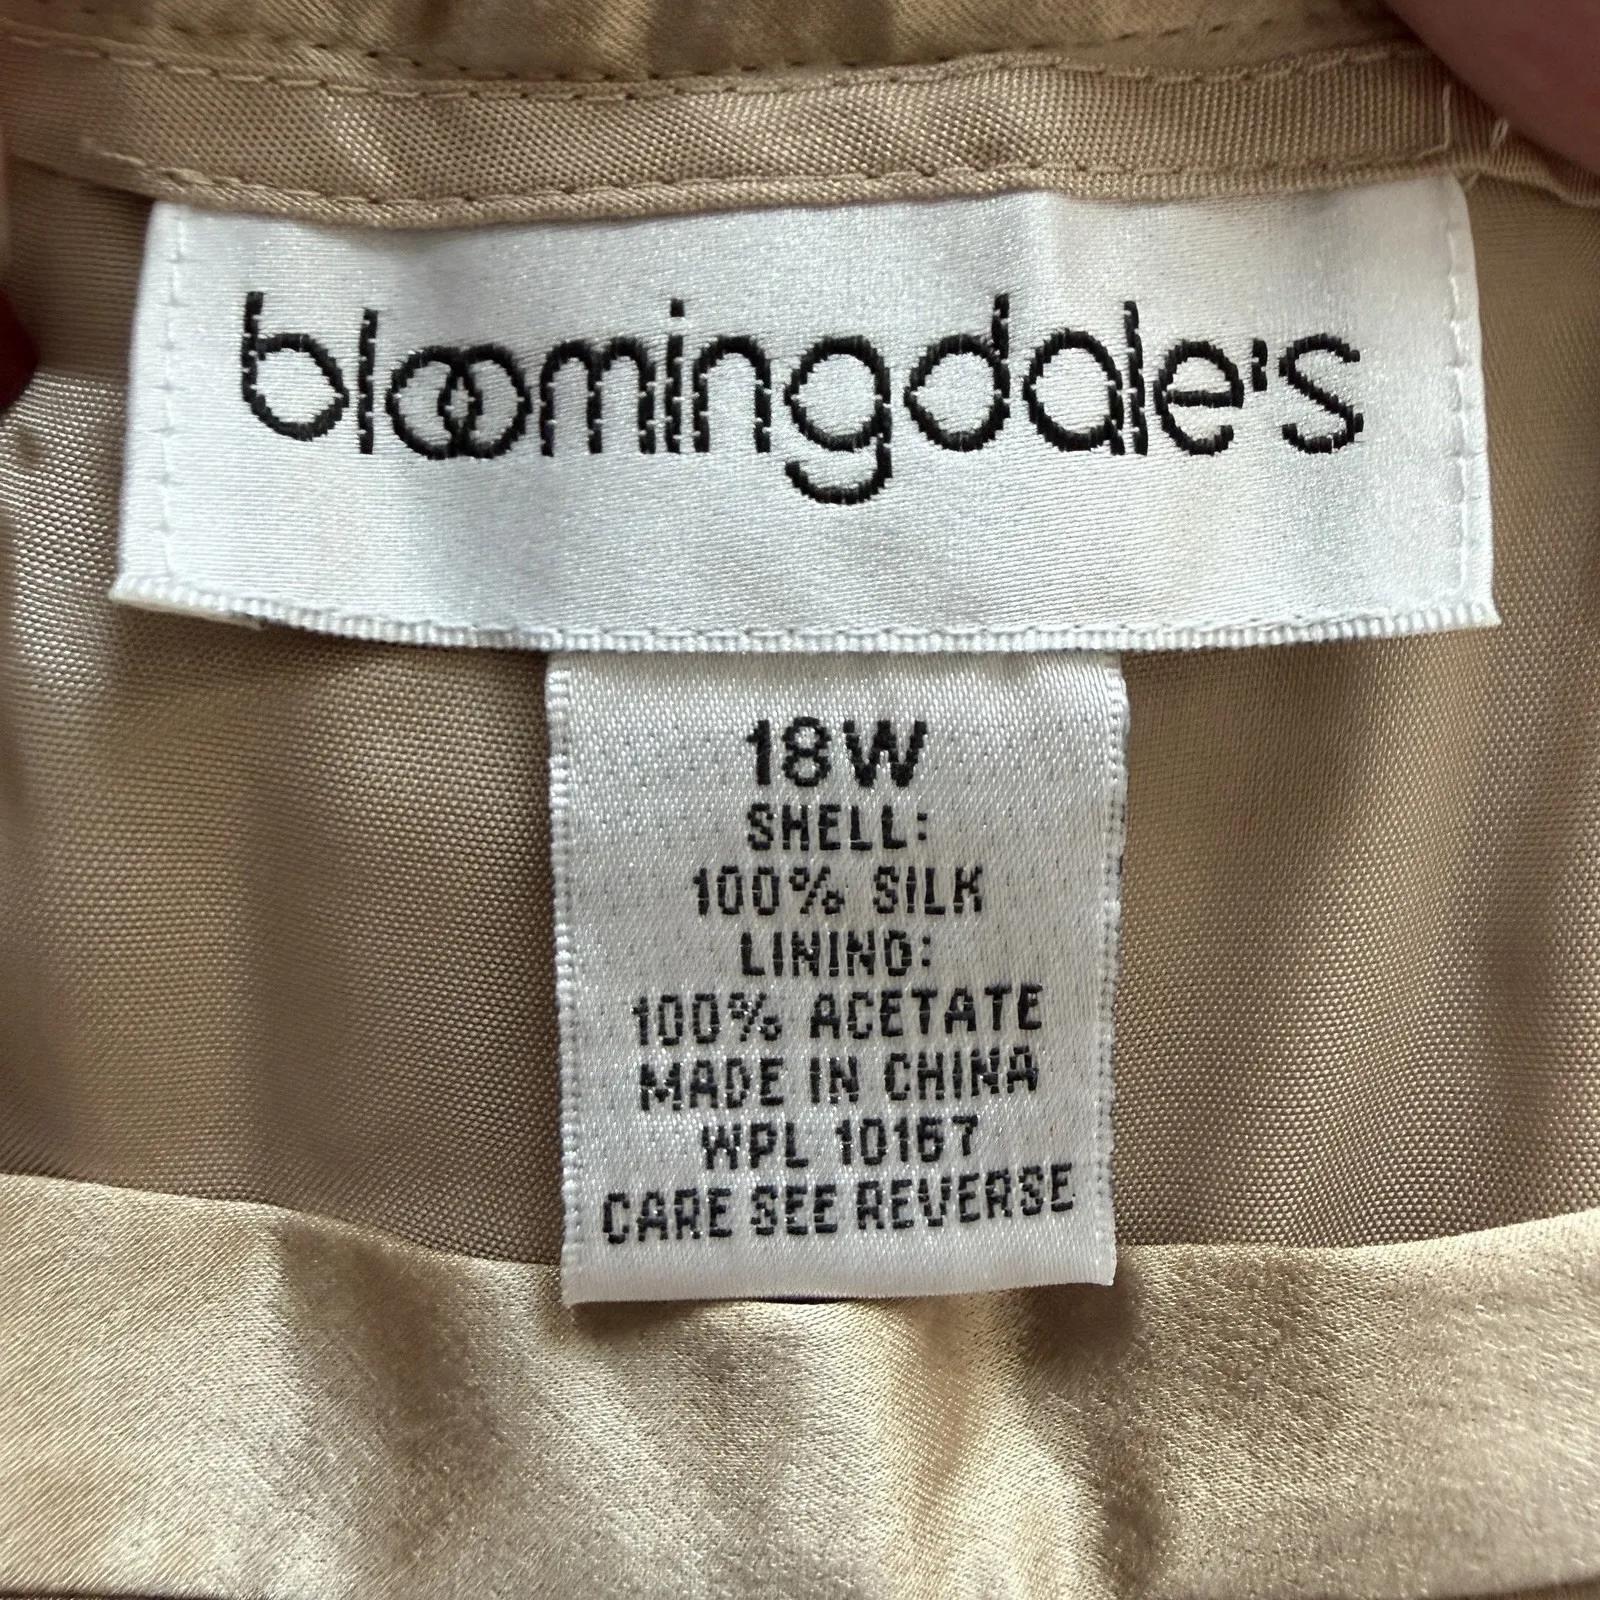 bloomingdale's
18W
SHELL:
100% SILK
LINING:
100% ACETATE
MADE IN CHINA
WPL 10167
CARE SEE REVERSE